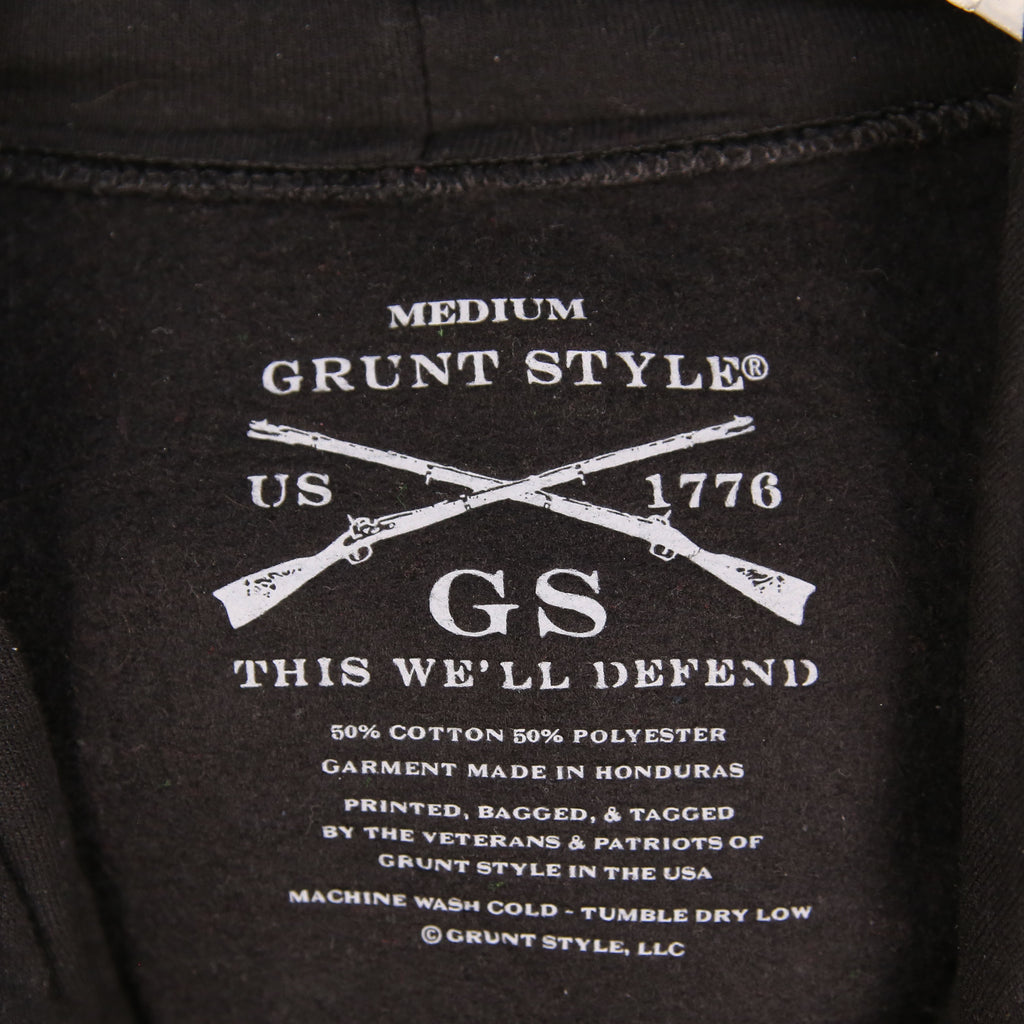 MEDIUM
GRUNT STYLE®
US 1776
GS
THIS WE'LL DEFEND
50% COTTON 50% POLYESTER
GARMENT MADE IN HONDURAS
PRINTED, BAGGED, & TAGGED
BY THE VETERANS & PATRIOTS OF
GRUNT STYLE IN THE USA
MACHINE WASH COLD - TUMBLE DRY LOW
© GRUNT STYLE, LLC